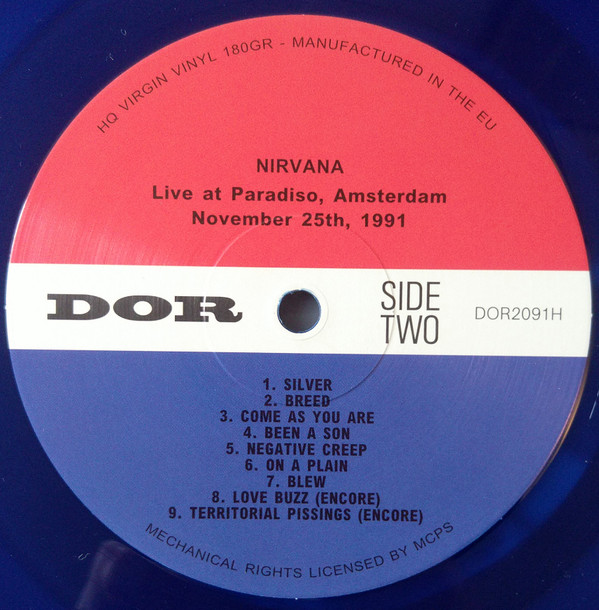 HQ VIRGIN VINYL 180GR - MANUFACTURED IN THE EU
NIRVANA
Live at Paradiso, Amsterdam
November 25th, 1991
DOR
SIDE
TWO
DOR2091H
1. SILVER
2. BREED
3. COME AS YOU ARE
4. BEEN A SON
5. NEGATIVE CREEP
6. ON A PLAIN
7. BLEW
8. LOVE BUZZ (ENCORE)
9. TERRITORIAL PISSINGS (ENCORE)
MECHANICAL RIGHTS LICENSED BY MCPS